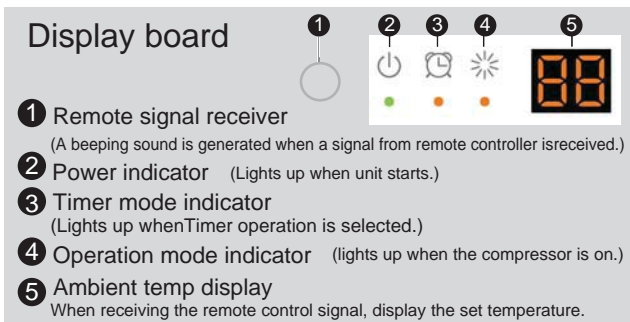 Display board
1 2 3 4 5
88
1 Remote signal receiver
(A beeping sound is generated when a signal from remote controller isreceived.)
2 Power indicator (Lights up when unit starts.)
3 Timer mode indicator
(Lights up whenTimer operation is selected.)
4 Operation mode indicator (lights up when the compressor is on.)
5 Ambient temp display
When receiving the remote control signal, display the set temperature.